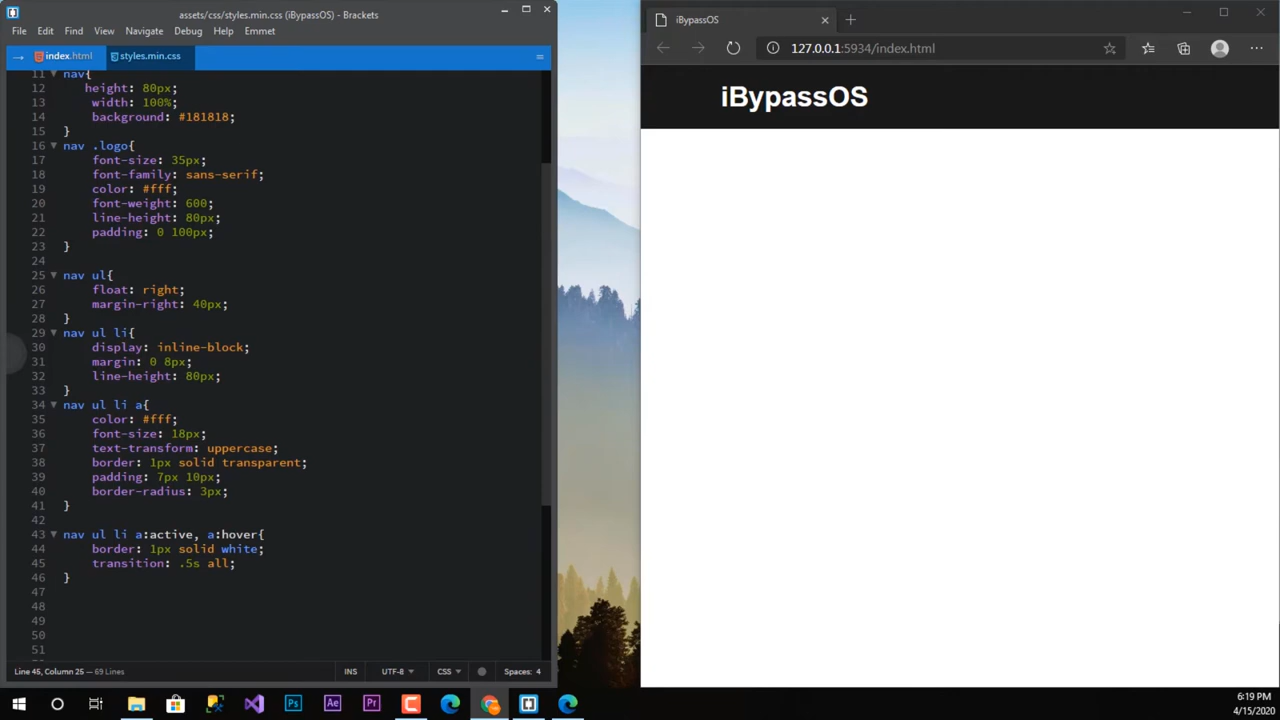 assets/css/styles.min.css (iBypassOS) - Brackets
File Edit Find View Navigate Debug Help Emmet
index.html styles.min.css
11 nav{
12 height: 80px;
13 width: 100%;
14 background: #181818;
15 }
16 nav .logo{
17 font-size: 35px;
18 font-family: sans-serif;
19 color: #fff;
20 font-weight: 600;
21 line-height: 80px;
22 padding: 0 100px;
23 }
24
25 nav ul{
26 float: right;
27 margin-right: 40px;
28 }
29 nav ul li{
30 display: inline-block;
31 margin: 0 8px;
32 line-height: 80px;
33 }
34 nav ul li a{
35 color: #fff;
36 font-size: 18px;
37 text-transform: uppercase;
38 border: 1px solid transparent;
39 padding: 7px 10px;
40 border-radius: 3px;
41 }
42
43 nav ul li a:active, a:hover{
44 border: 1px solid white;
45 transition: .5s all;
46 }
47
48
49
50
51
Line 45, Column 25 — 69 Lines INS UTF-8 CSS Spaces: 4
iBypassOS
127.0.0.1:5934/index.html
iBypassOS
Ps Ae Pr
6:19 PM
4/15/2020